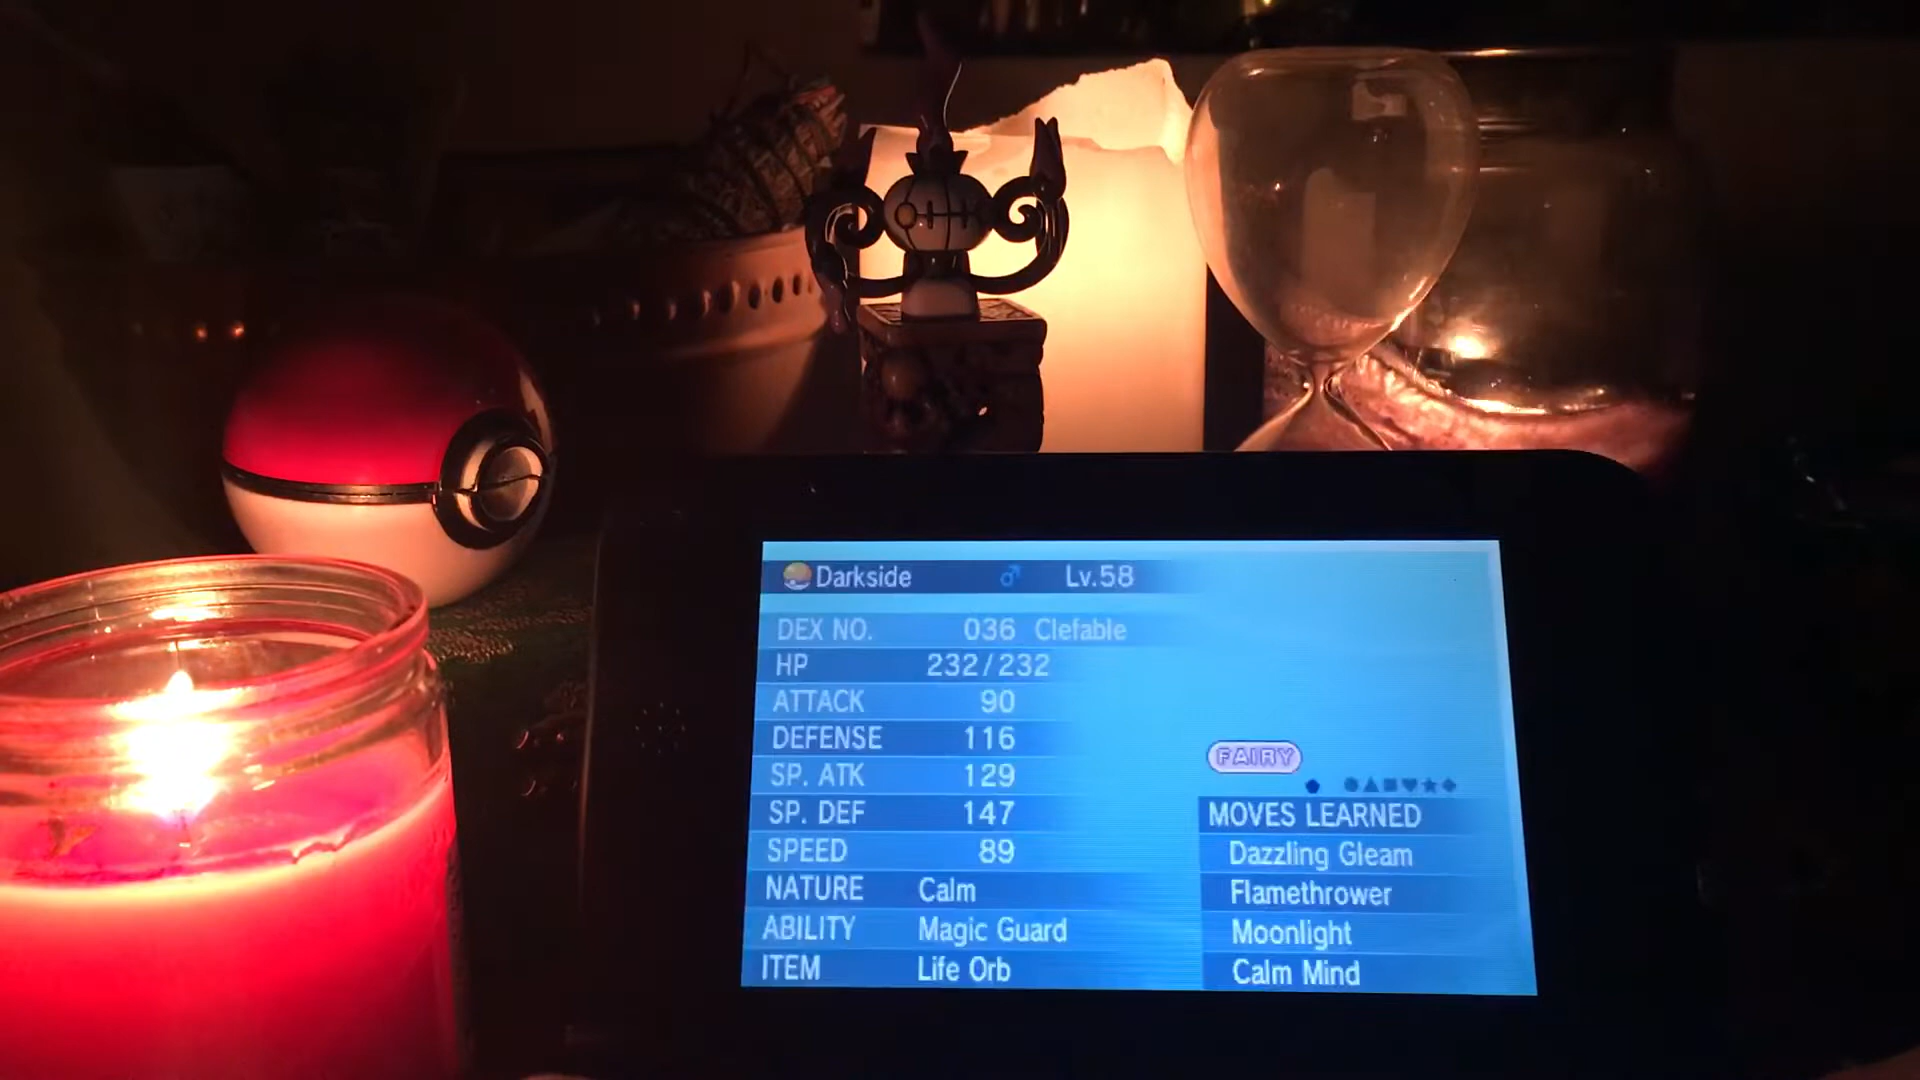 Darkside ♂ Lv.58
DEX NO. 036 Clefable
HP 232/232
ATTACK 90
DEFENSE 116
SP. ATK 129
SP. DEF 147
SPEED 89
NATURE Calm
ABILITY Magic Guard
ITEM Life Orb
FAIRY
MOVES LEARNED
Dazzling Gleam
Flamethrower
Moonlight
Calm Mind